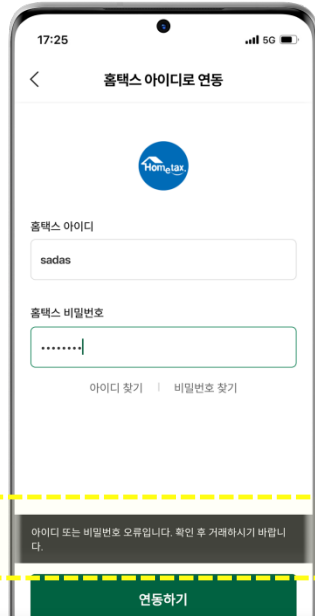 17:25
5G
홈택스 아이디로 연동
Hometax.
홈택스 아이디
sadas
홈택스 비밀번호
••••••••
아이디 찾기
비밀번호 찾기
아이디 또는 비밀번호 오류입니다. 확인 후 거래하시기 바랍니
다.
연동하기